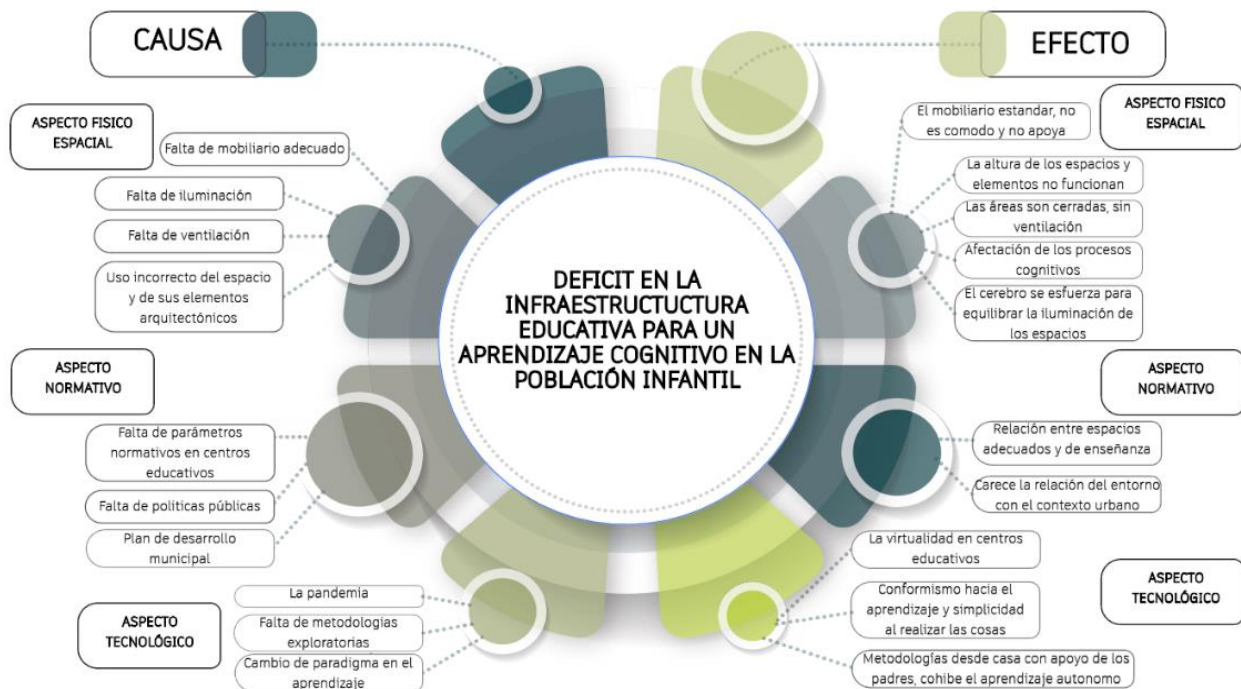 CAUSA
ASPECTO FISICO
ESPACIAL
Falta de mobiliario adecuado
Falta de iluminación
Falta de ventilación
Uso incorrecto del espacio
y de sus elementos
arquitectónicos
ASPECTO
NORMATIVO
Falta de parámetros
normativos en centros
educativos
Falta de politicas públicas
Plan de desarrollo
municipal
ASPECTO
TECNOLÓGICO
La pandemia
Falta de metodologias
exploratorias
Cambio de paradigma en el
aprendizaje
DEFICIT EN LA
INFRAESTRUCTUCTURA
EDUCATIVA PARA UN
APRENDIZAJE COGNITIVO EN LA
POBLACIÓN INFANTIL
EFECTO
ASPECTO FISICO
ESPACIAL
El mobiliario estandar, no
es comodo y no apoya
La altura de los espacios y
elementos no funcionan
Las áreas son cerradas, sin
ventilación
Afectación de los procesos
cognitivos
El cerebro se esfuerza para
equilibrar la iluminación de
los espacios
ASPECTO
NORMATIVO
Relación entre espacios
adecuados y de enseñanza
Carece la relación del entorno
con el contexto urbano
ASPECTO
TECNOLÓGICO
La virtualidad en centros
educativos
Conformismo hacia el
aprendizaje y simplicidad
al realizar las cosas
Metodologías desde casa con apoyo de los
padres, cohibe el aprendizaje autonomo